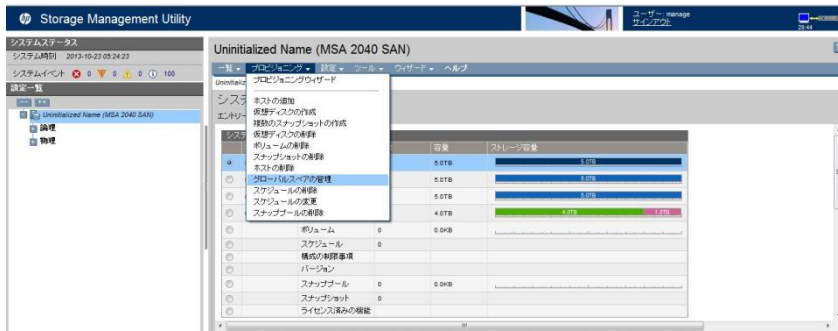 Storage Management Utility
ユーザー: manage
サインアウト
29:44
システムステータス
システム時刻 2013-10-23 05:24:23
システムイベント 0 0 0 100
設定一覧
Uninitialized Name (MSA 2040 SAN)
論理
物理
Uninitialized Name (MSA 2040 SAN)
一覧 プロビジョニング 設定 ツール ウィザード ヘルプ
プロビジョニングウィザード
ホストの追加
仮想ディスクの作成
複数のスナップショットの作成
仮想ディスクの削除
ボリュームの削除
スナップショットの削除
ホストの削除
グローバルスペアの管理
スケジュールの削除
スケジュールの変更
スナッププールの削除
容量 ストレージ容量
5.0TB 5.0TB
5.0TB 5.0TB
5.0TB 5.0TB
4.0TB 4.0TB 1.0TB
ボリューム 0 0.0KB
スケジュール 0
構成の制限事項
バージョン
スナッププール 0 0.0KB
スナップショット 0
ライセンス済みの機能